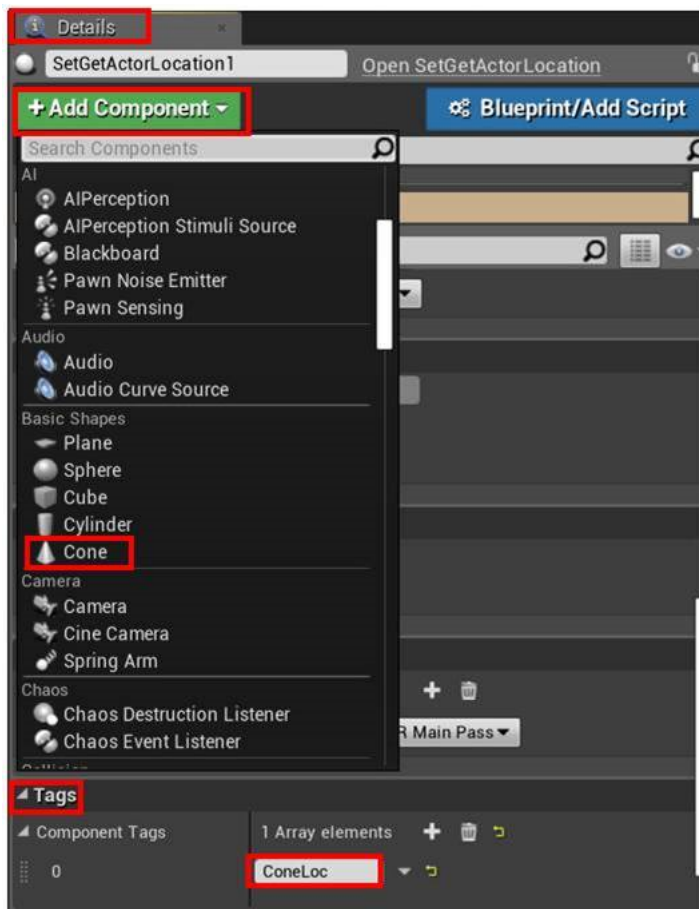 Details
SetGetActorLocation1 Open SetGetActorLocation
+Add Component Blueprint/Add Script
Search Components
AI
AIPerception
AIPerception Stimuli Source
Blackboard
Pawn Noise Emitter
Pawn Sensing
Audio
Audio
Audio Curve Source
Basic Shapes
Plane
Sphere
Cube
Cylinder
Cone
Camera
Camera
Cine Camera
Spring Arm
Chaos
Chaos Destruction Listener
Chaos Event Listener
R Main Pass
Tags
Component Tags 1 Array elements
0 ConeLoc